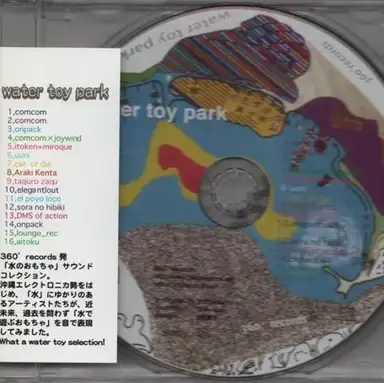 water toy park
1,comcom
2,comcom
3,onpack
4,comcom×joywind
5,itoken+miroque
6,uuni
7,cut or die
8,Araki Kenta
9,taguro zagu
10,elegantlout
11,el poyo loco
12,sora no hibiki
13,DMS of action
14,onpack
15,lounge_rec
16,aitoku
360°records 発
「水のおもちゃ」サウンド
コレクション。
沖縄エレクトロニカ勢をは
じめ、「水」にゆかりのあ
るアーティストたちが、近
未来、過去を問わず「水で
遊ぶおもちゃ」を音で表現
してみました。
What a water toy selection!
water toy park
360°records
ter toy park